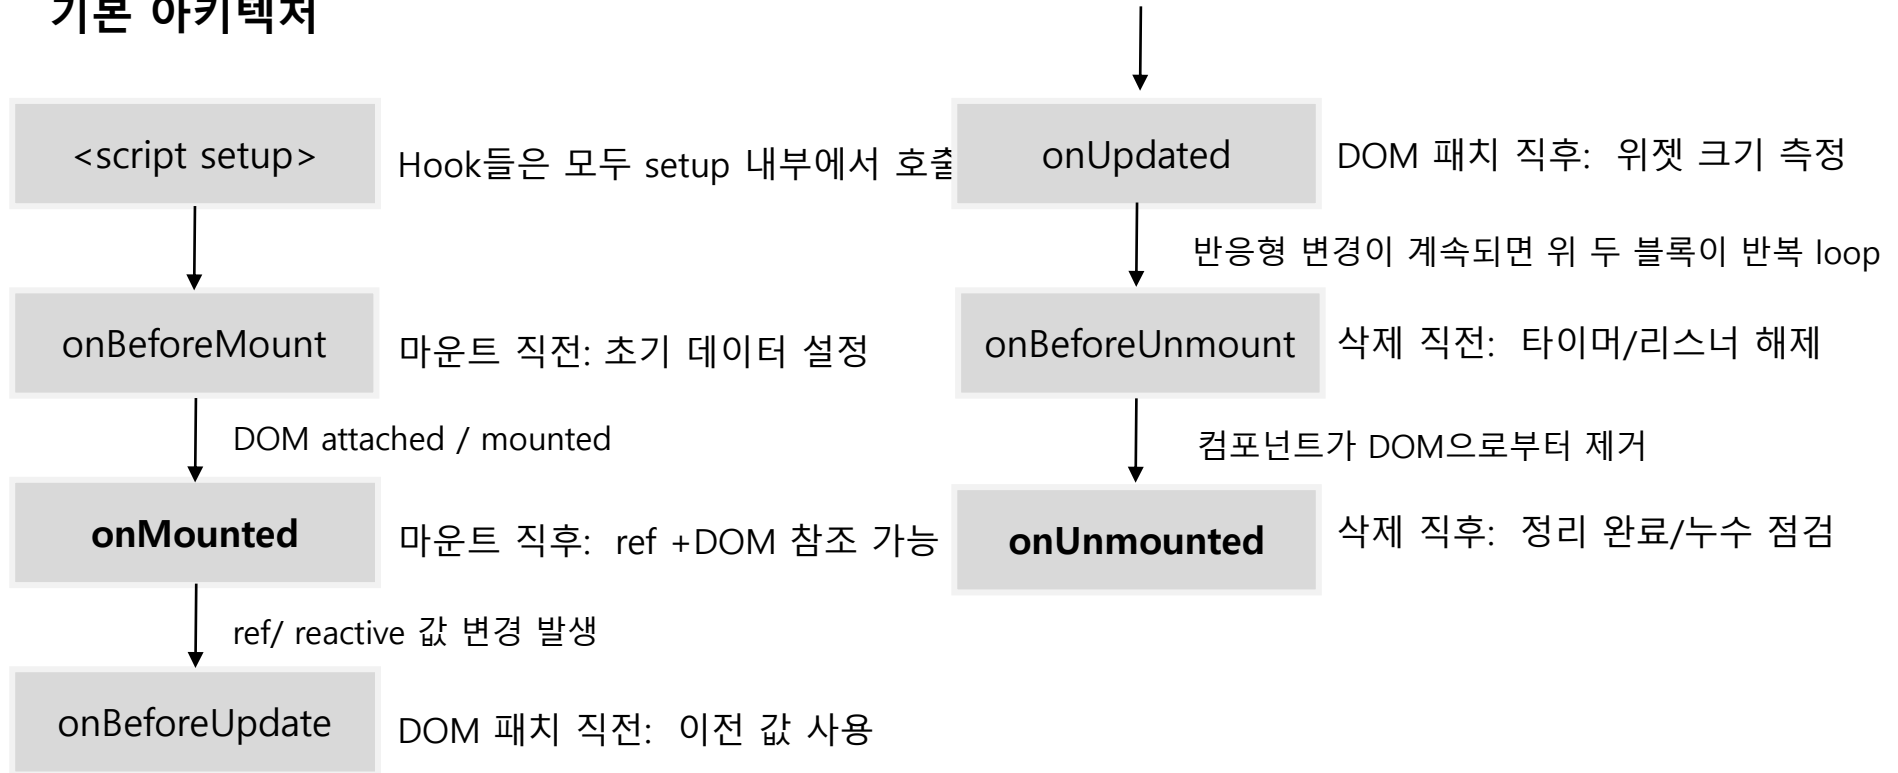 기본 아키텍처
<script setup>
Hook들은 모두 setup 내부에서 호출
onBeforeMount
마운트 직전: 초기 데이터 설정
DOM attached / mounted
onMounted
마운트 직후: ref +DOM 참조 가능
ref/ reactive 값 변경 발생
onBeforeUpdate
DOM 패치 직전: 이전 값 사용
onUpdated
DOM 패치 직후: 위젯 크기 측정
반응형 변경이 계속되면 위 두 블록이 반복 loop
onBeforeUnmount
삭제 직전: 타이머/리스너 해제
컴포넌트가 DOM으로부터 제거
onUnmounted
삭제 직후: 정리 완료/누수 점검